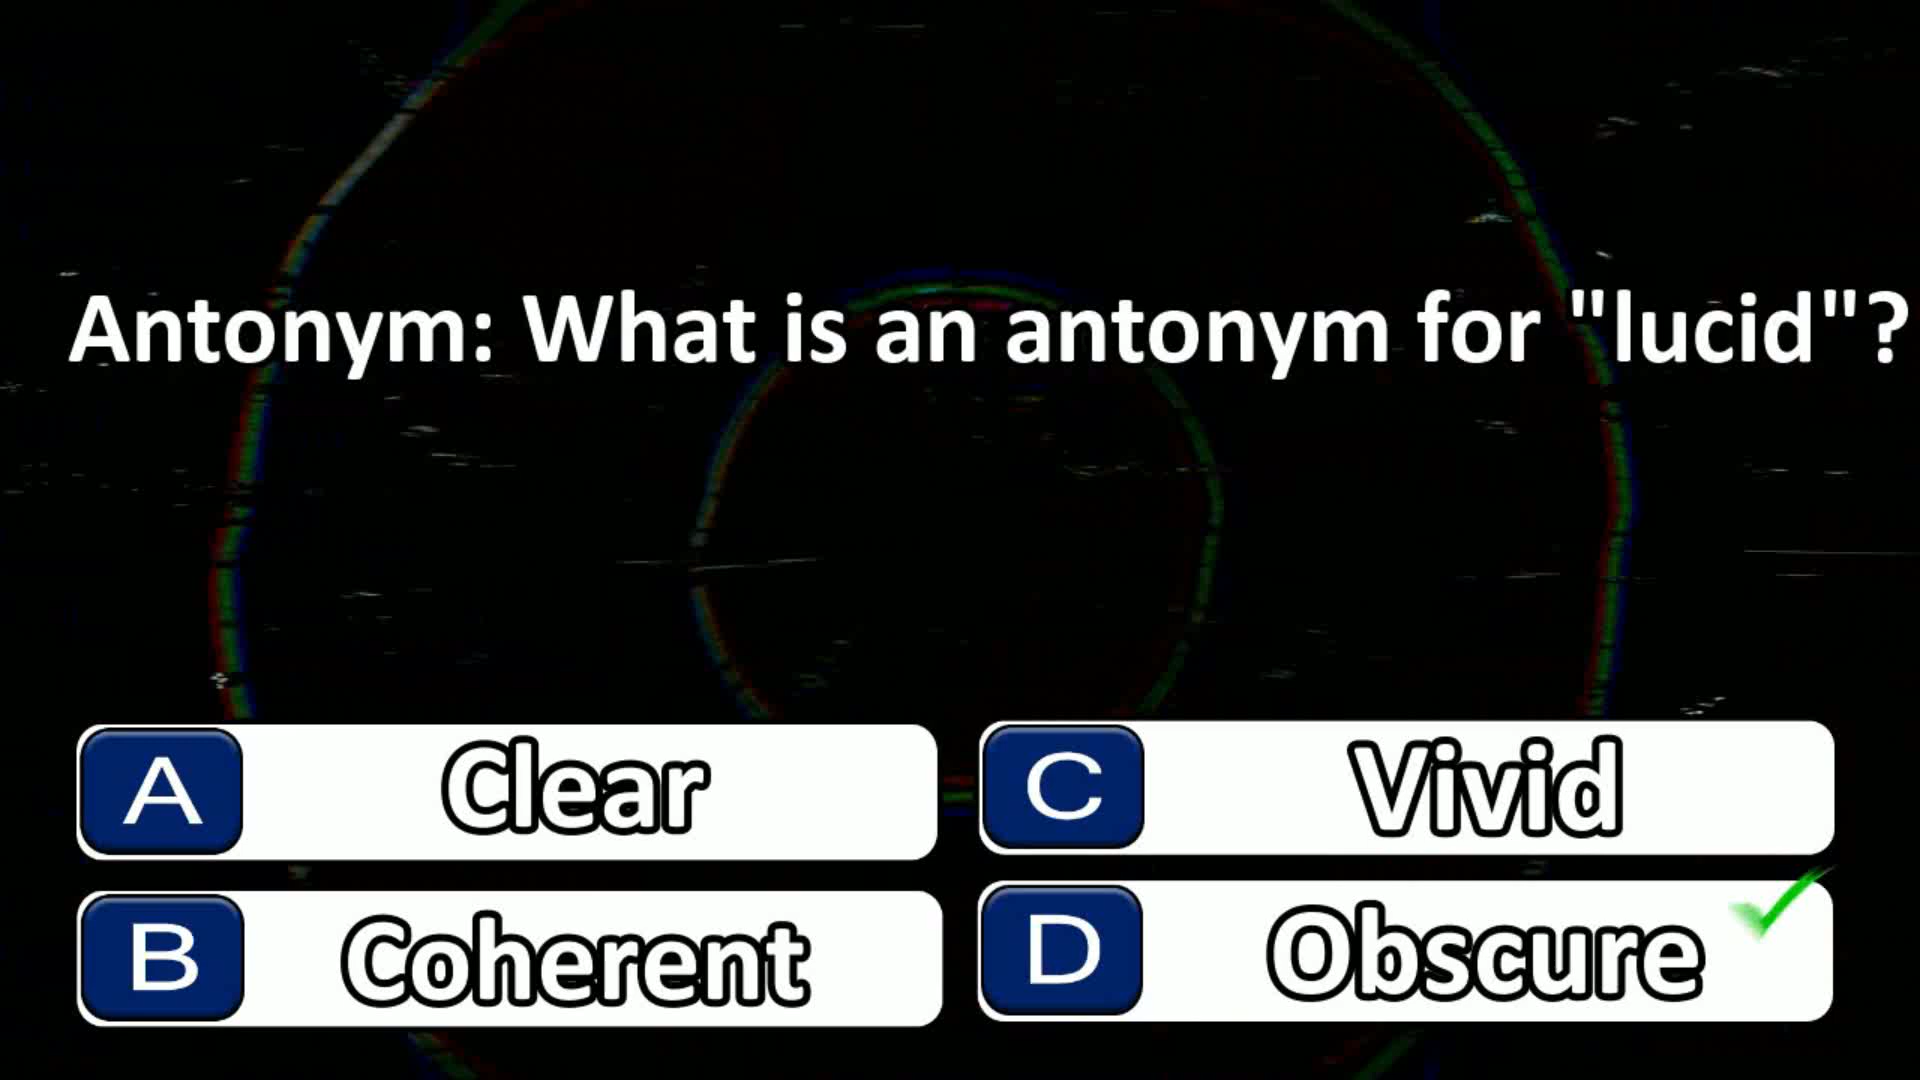 Antonym: What is an antonym for "lucid"?
A Clear
B Coherent
C Vivid
D Obscure